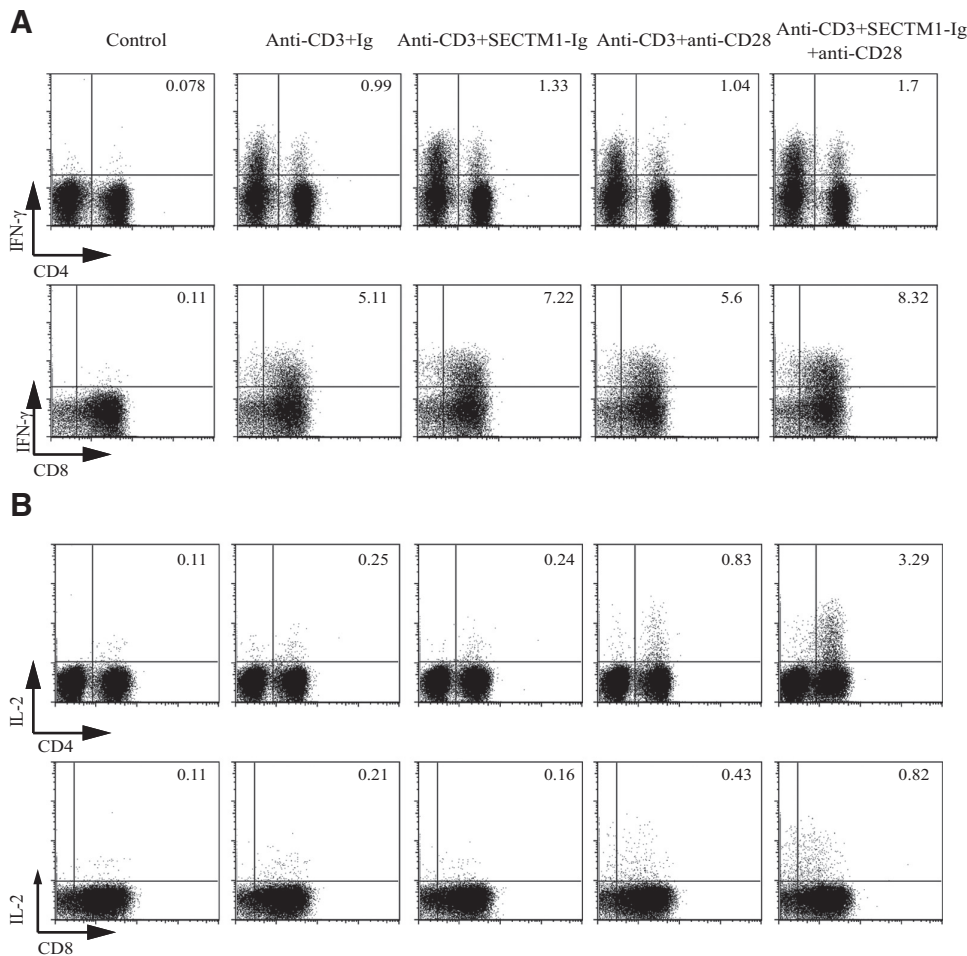 A
Control
Anti-CD3+Ig
Anti-CD3+SECTM1-Ig
Anti-CD3+anti-CD28
Anti-CD3+SECTM1-Ig
+anti-CD28
0.078
0.99
1.33
1.04
1.7
IFN-γ
CD4
0.11
5.11
7.22
5.6
8.32
IFN-γ
CD8
B
0.11
0.25
0.24
0.83
3.29
IL-2
CD4
0.11
0.21
0.16
0.43
0.82
IL-2
CD8